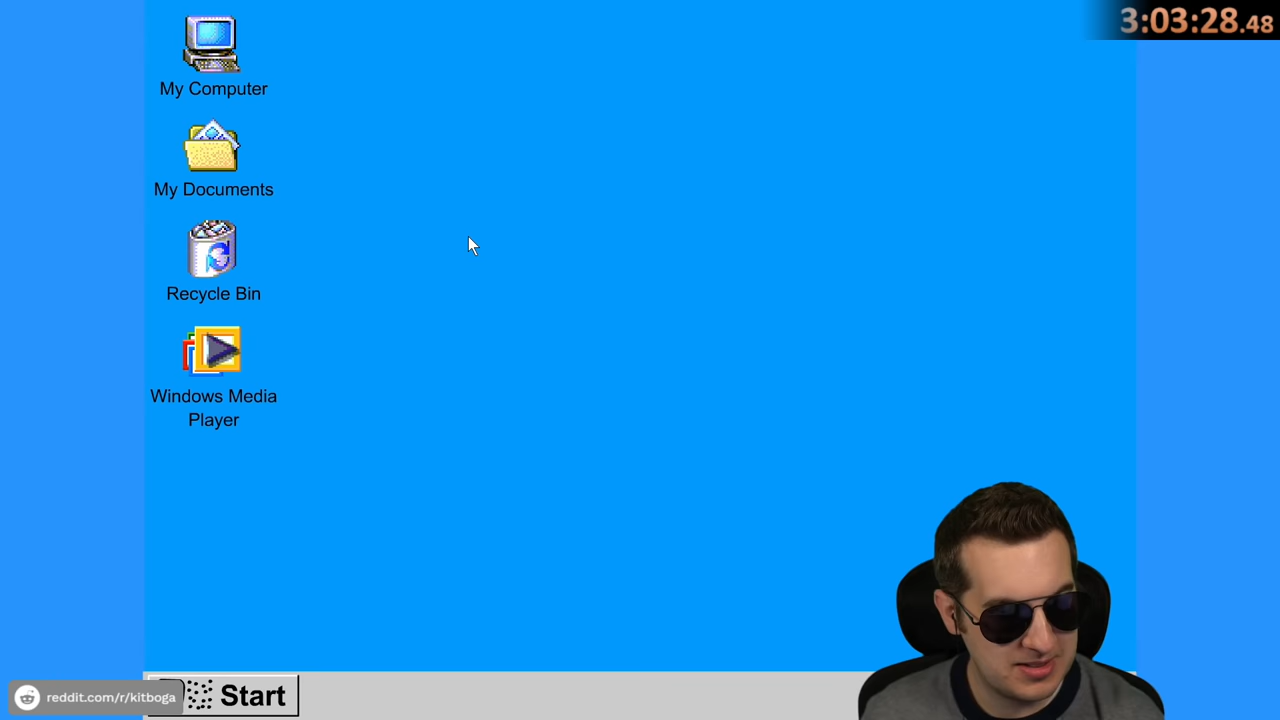 3:03:28.48
My Computer
My Documents
Recycle Bin
Windows Media
Player
reddit.com/r/kitboga
Start